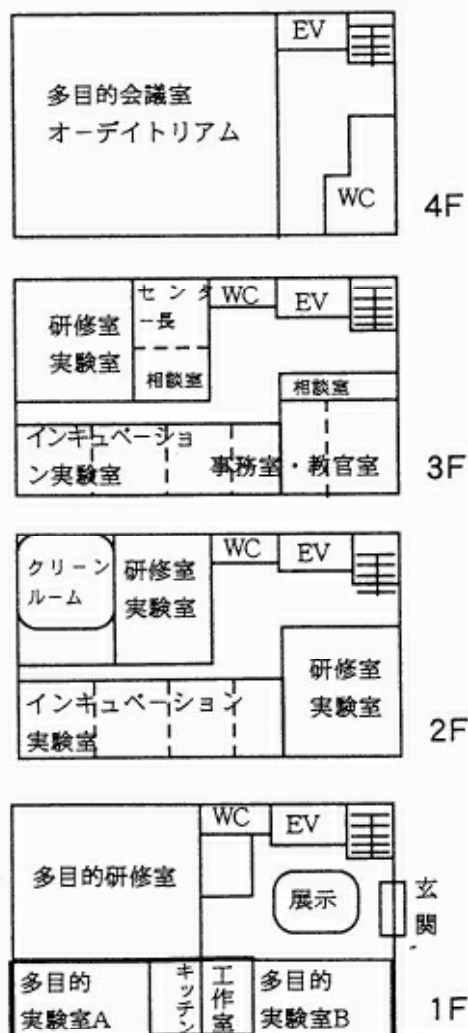 EV
多目的会議室
オーデイトリアム
WC
4F
センタ
ー長
WC
EV
研修室
実験室
相談室
相談室
インキュベーショ
ン実験室
事務室・教官室
3F
WC
EV
クリーン
ルーム
研修室
実験室
研修室
実験室
インキュベーション
実験室
2F
WC
EV
多目的研修室
展示
玄関
多目的
実験室A
キッチン
工作室
多目的
実験室B
1F